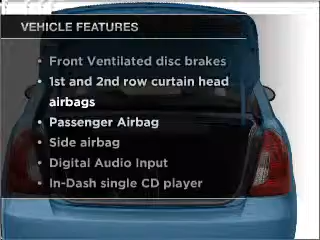 VEHICLE FEATURES
• Front Ventilated disc brakes
• 1st and 2nd row curtain head
airbags
• Passenger Airbag
• Side airbag
• Digital Audio Input
• In-Dash single CD player